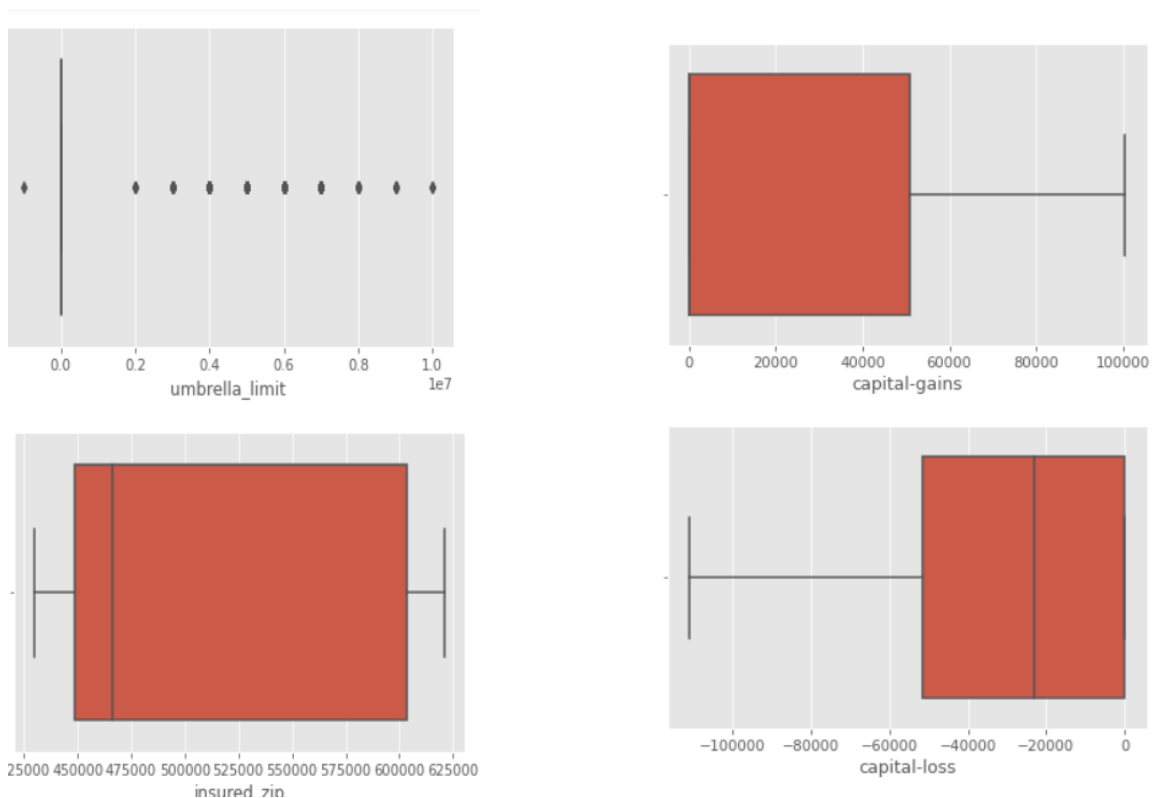 0.0 0.2 0.4 0.6 0.8 1.0
1e7
umbrella_limit
0 20000 40000 60000 80000 100000
capital-gains
25000 450000 475000 500000 525000 550000 575000 600000 625000
insured_zip
−100000 −80000 −60000 −40000 −20000 0
capital-loss